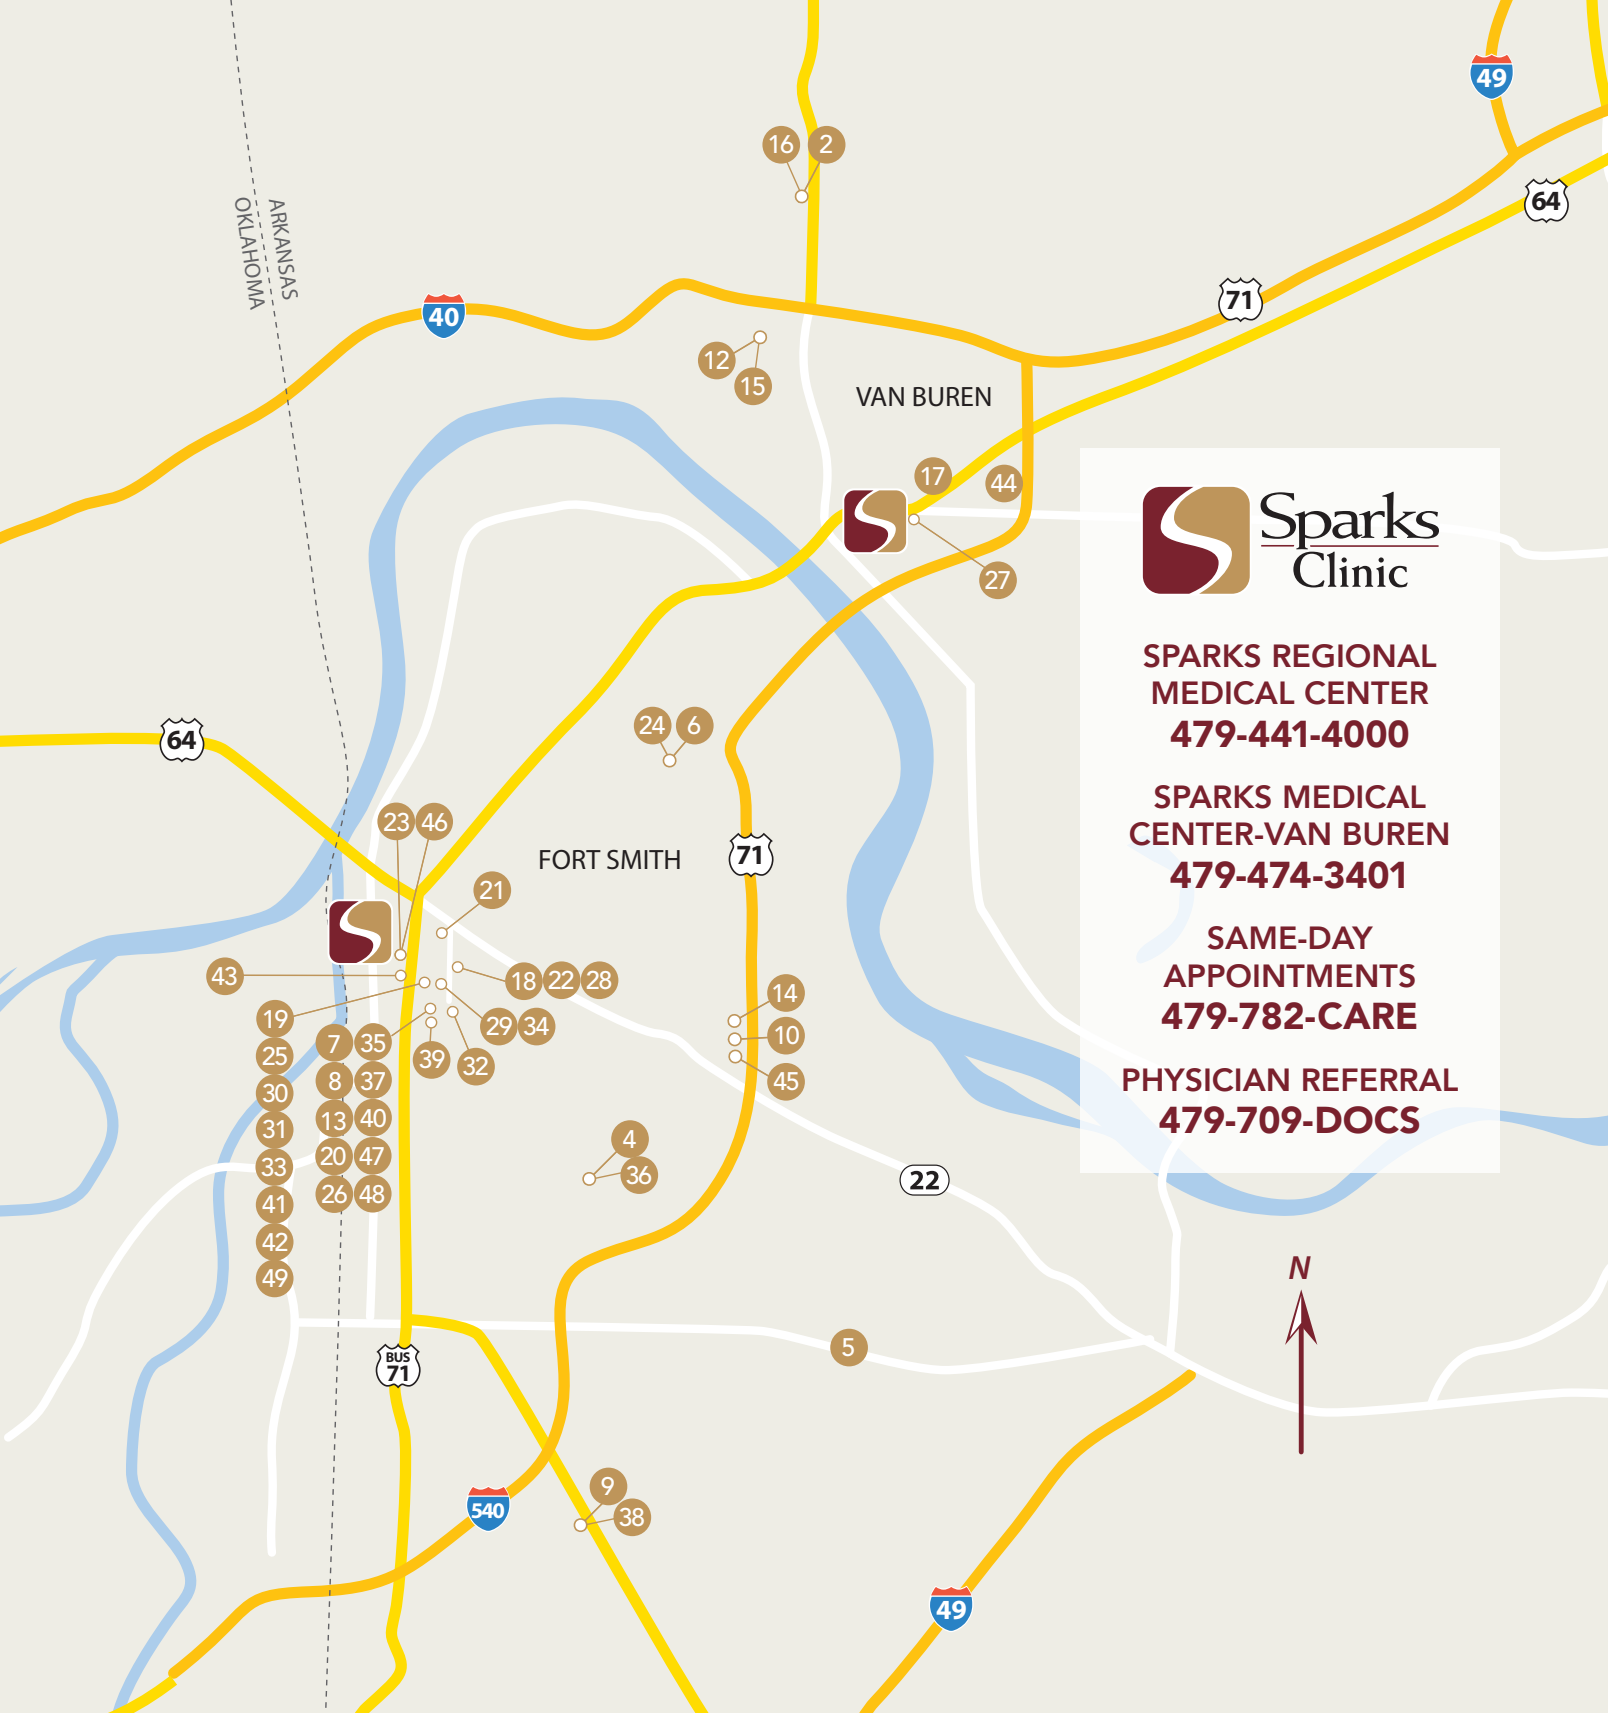 49
16 2
64
ARKANSAS
OKLAHOMA
71
40
12
15
VAN BUREN
17
44
27
Sparks
Clinic
SPARKS REGIONAL
MEDICAL CENTER
479-441-4000
SPARKS MEDICAL
CENTER-VAN BUREN
479-474-3401
SAME-DAY
APPOINTMENTS
479-782-CARE
PHYSICIAN REFERRAL
479-709-DOCS
24 6
64
23 46
FORT SMITH
71
21
43
18 22 28
14
19
29 34
10
7 35
25
39
32
8 37
45
30
13 40
31
4
20 47
33
36
26 48
22
41
42
49
N
5
BUS
71
9
38
540
49